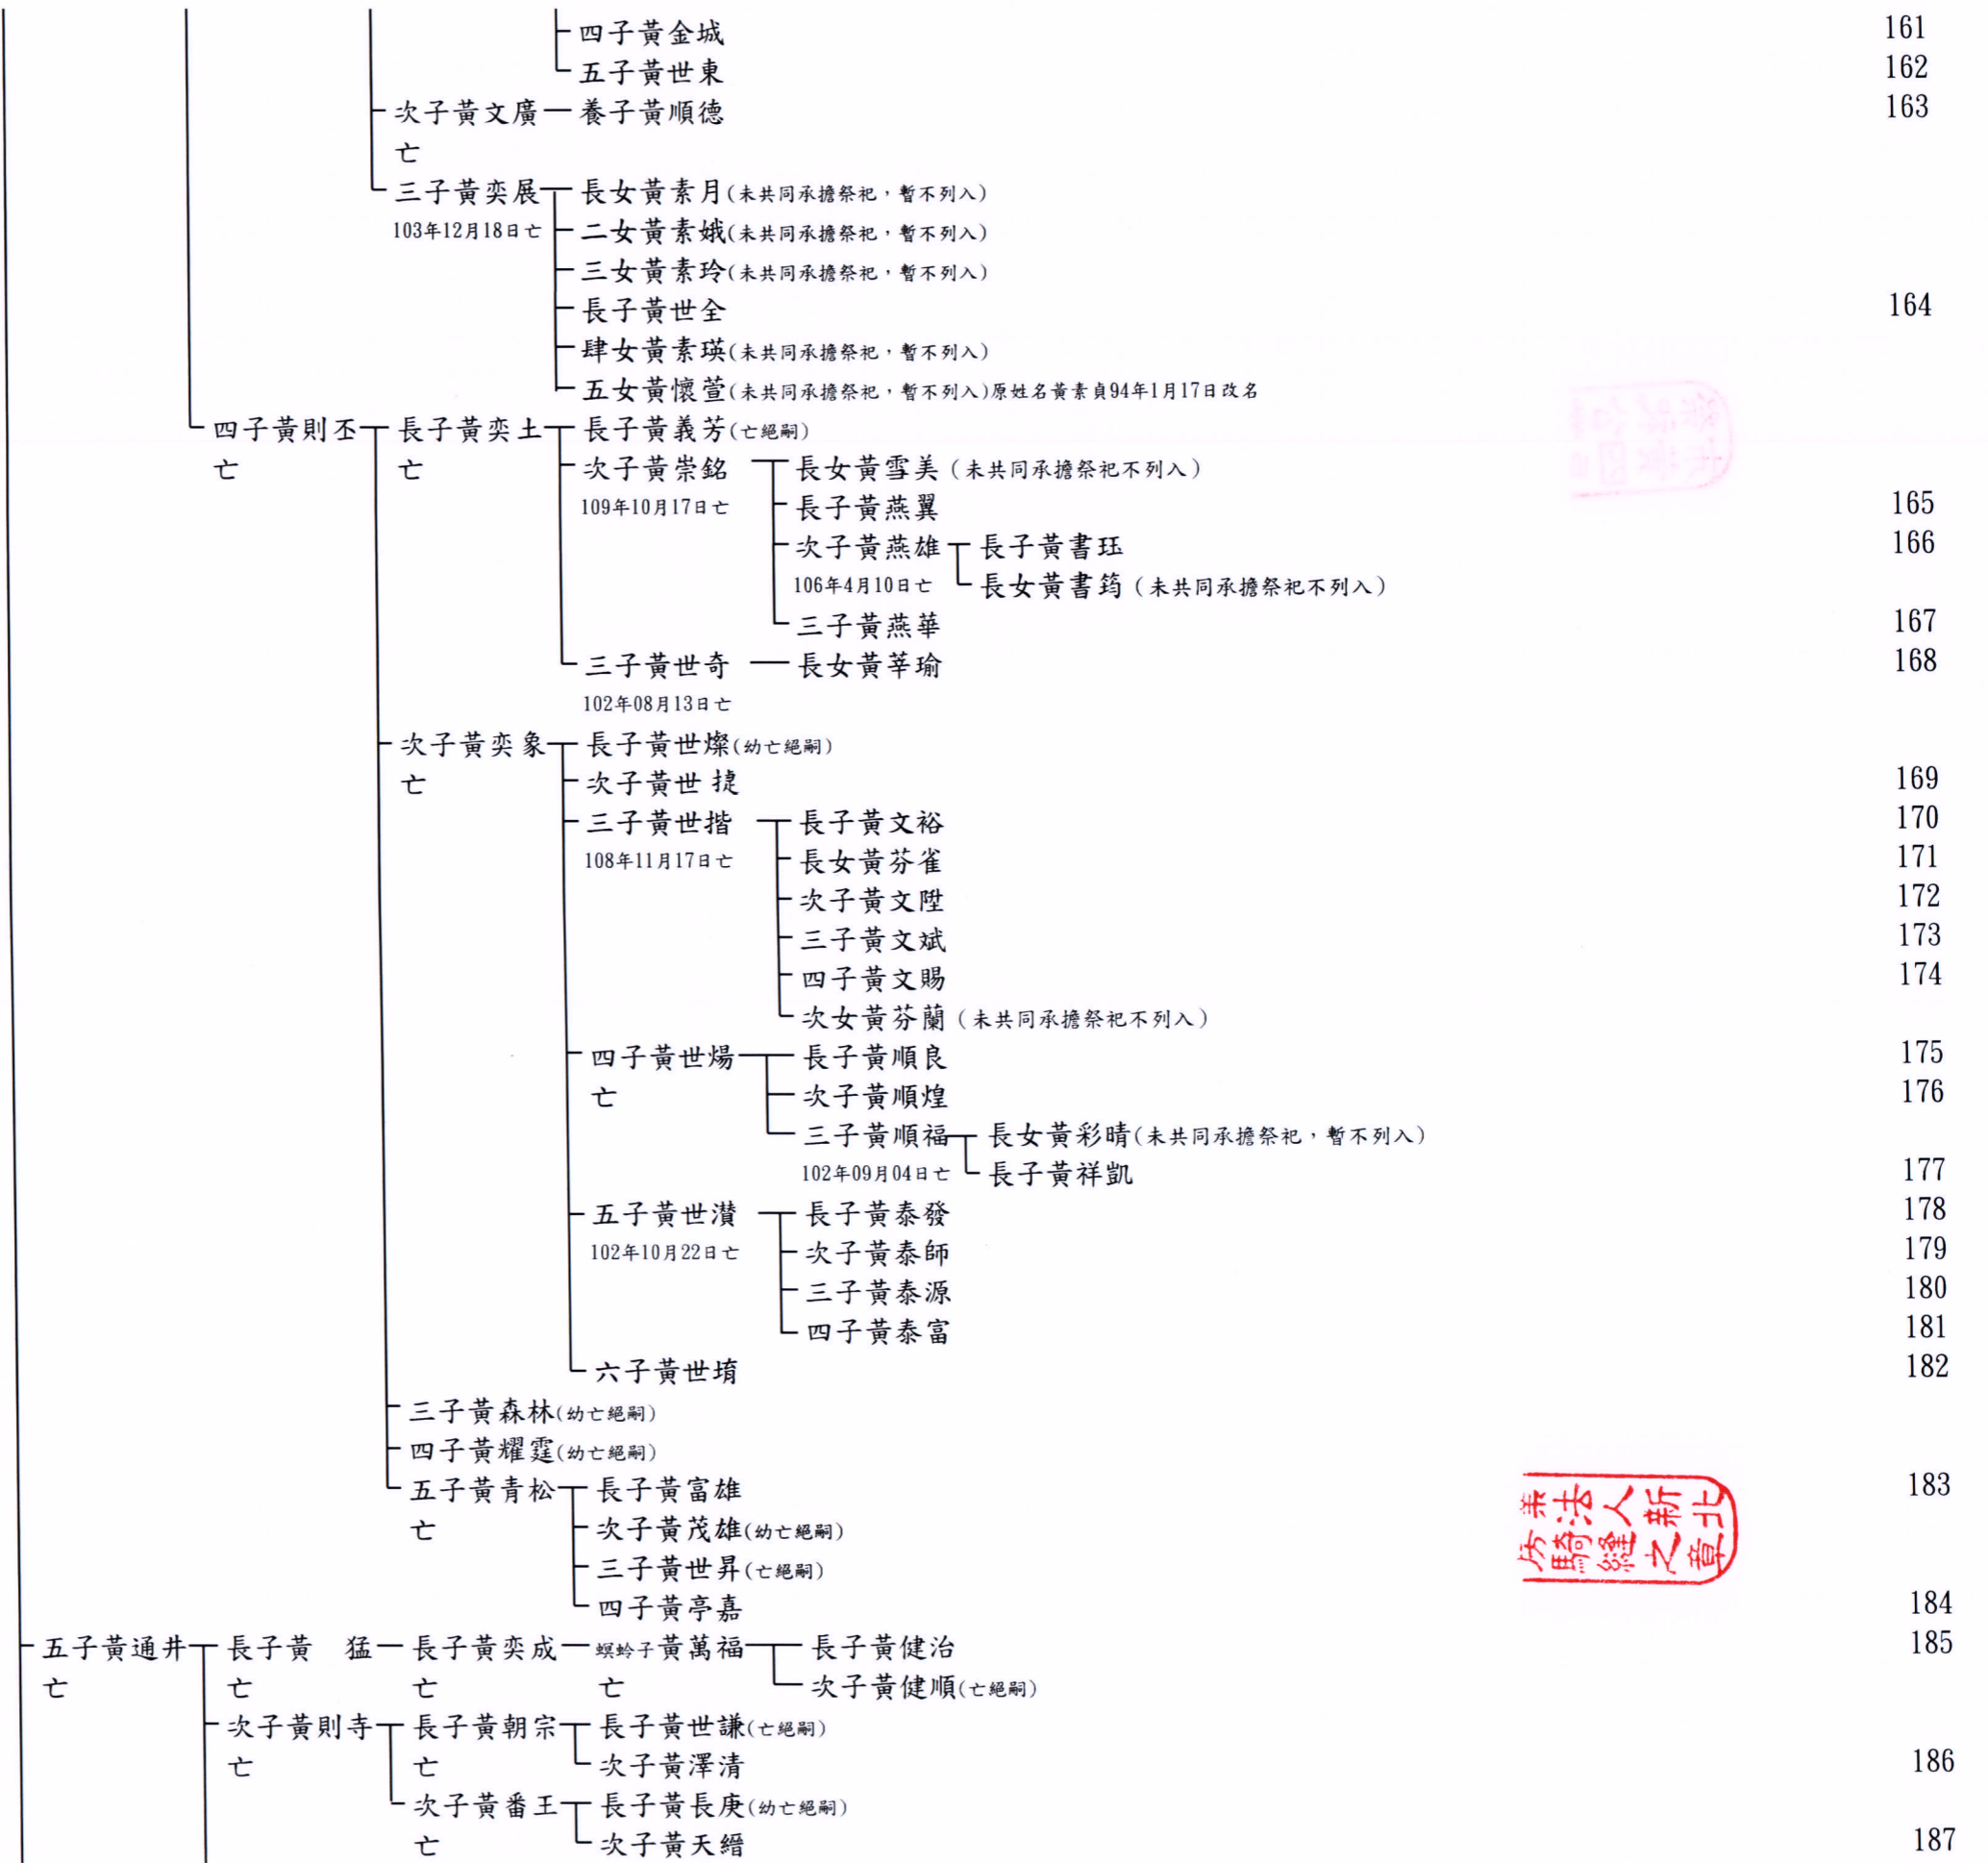 四子黃金城 161
五子黃世東 162
次子黃文廣 養子黃順德 163
亡
三子黃奕展 長女黃素月(未共同承擔祭祀，暫不列入)
103年12月18日亡 二女黃素娥(未共同承擔祭祀，暫不列入)
三女黃素玲(未共同承擔祭祀，暫不列入)
長子黃世全 164
肆女黃素瑛(未共同承擔祭祀，暫不列入)
五女黃懷萱(未共同承擔祭祀，暫不列入)原姓名黃素貞94年1月17日改名
四子黃則丕 長子黃奕土 長子黃義芳(亡絕嗣)
亡 亡 次子黃崇銘 長女黃雪美(未共同承擔祭祀不列入)
109年10月17日亡 長子黃燕翼 165
次子黃燕雄 長子黃書珏 166
106年4月10日亡 長女黃書筠(未共同承擔祭祀不列入)
三子黃燕華 167
三子黃世奇 長女黃莘瑜 168
102年08月13日亡
次子黃奕象 長子黃世燦(幼亡絕嗣)
亡 次子黃世捷 169
三子黃世揩 長子黃文裕 170
108年11月17日亡 長女黃芬雀 171
次子黃文陞 172
三子黃文斌 173
四子黃文賜 174
次女黃芬蘭(未共同承擔祭祀不列入)
四子黃世煬 長子黃順良 175
亡 次子黃順煌 176
三子黃順福 長女黃彩晴(未共同承擔祭祀，暫不列入)
102年09月04日亡 長子黃祥凱 177
五子黃世濽 長子黃泰發 178
102年10月22日亡 次子黃泰師 179
三子黃泰源 180
四子黃泰富 181
六子黃世堉 182
三子黃森林(幼亡絕嗣)
四子黃耀霆(幼亡絕嗣)
五子黃青松 長子黃富雄 183
亡 次子黃茂雄(幼亡絕嗣)
三子黃世昇(亡絕嗣)
四子黃亭嘉 184
法人新北
騎縫之章
五子黃通井 長子黃　猛 長子黃奕成 螟蛉子黃萬福 長子黃健治 185
亡 亡 亡 亡 次子黃健順(亡絕嗣)
次子黃則寺 長子黃朝宗 長子黃世謙(亡絕嗣)
亡 亡 次子黃澤清 186
次子黃番王 長子黃長庚(幼亡絕嗣)
亡 次子黃天縉 187